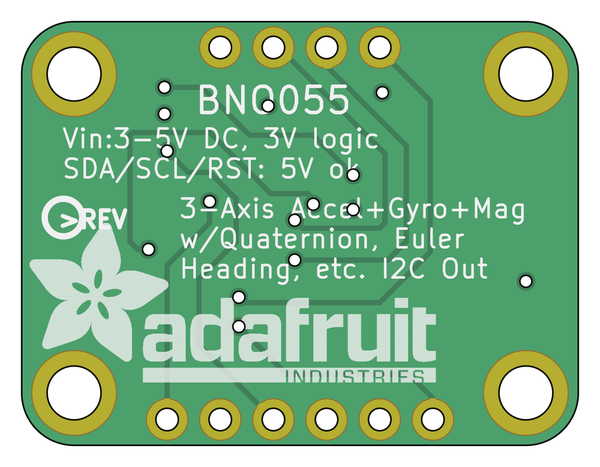 BNO055
Vin:3-5V DC, 3V logic
SDA/SCL/RST: 5V ok
3-Axis Accel+Gyro+Mag
w/Quaternion, Euler
Heading, etc. I2C Out
>REV
adafruit
INDUSTRIES